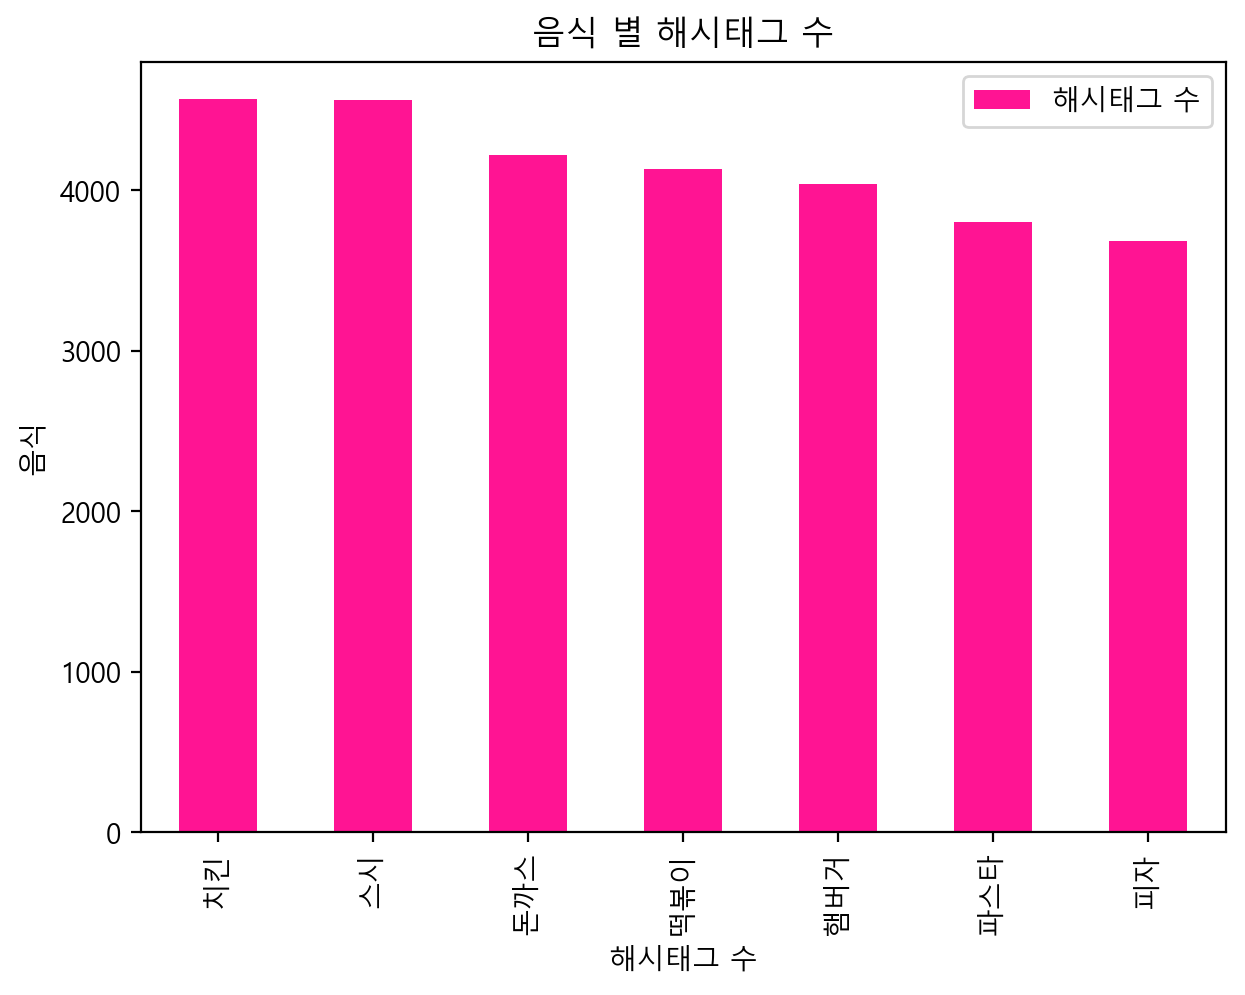 음식 별 해시태그 수
해시태그 수
4000
3000
2000
1000
0
음식
치킨
스시
돈까스
떡볶이
햄버거
파스타
피자
해시태그 수